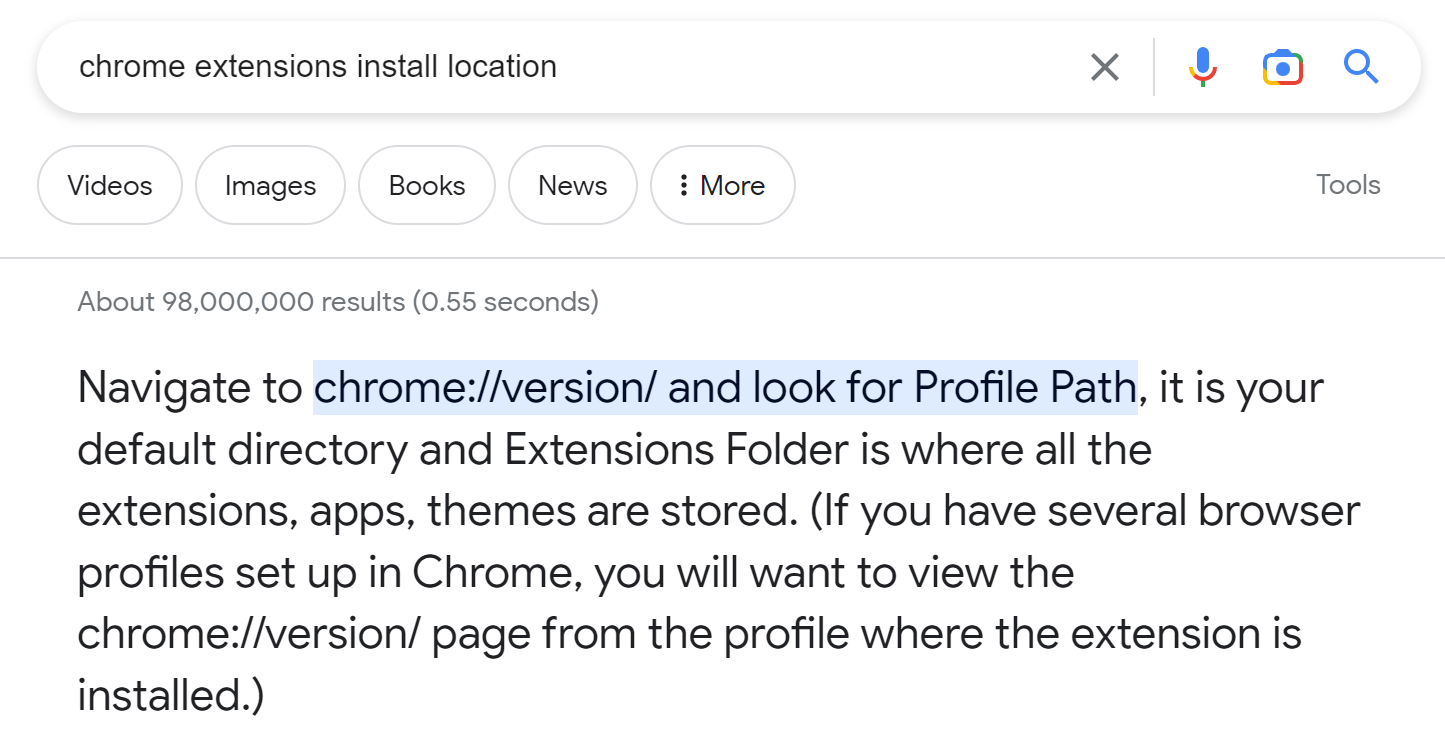 chrome extensions install location
Videos Images Books News More Tools
About 98,000,000 results (0.55 seconds)
Navigate to chrome://version/ and look for Profile Path, it is your
default directory and Extensions Folder is where all the
extensions, apps, themes are stored. (If you have several browser
profiles set up in Chrome, you will want to view the
chrome://version/ page from the profile where the extension is
installed.)